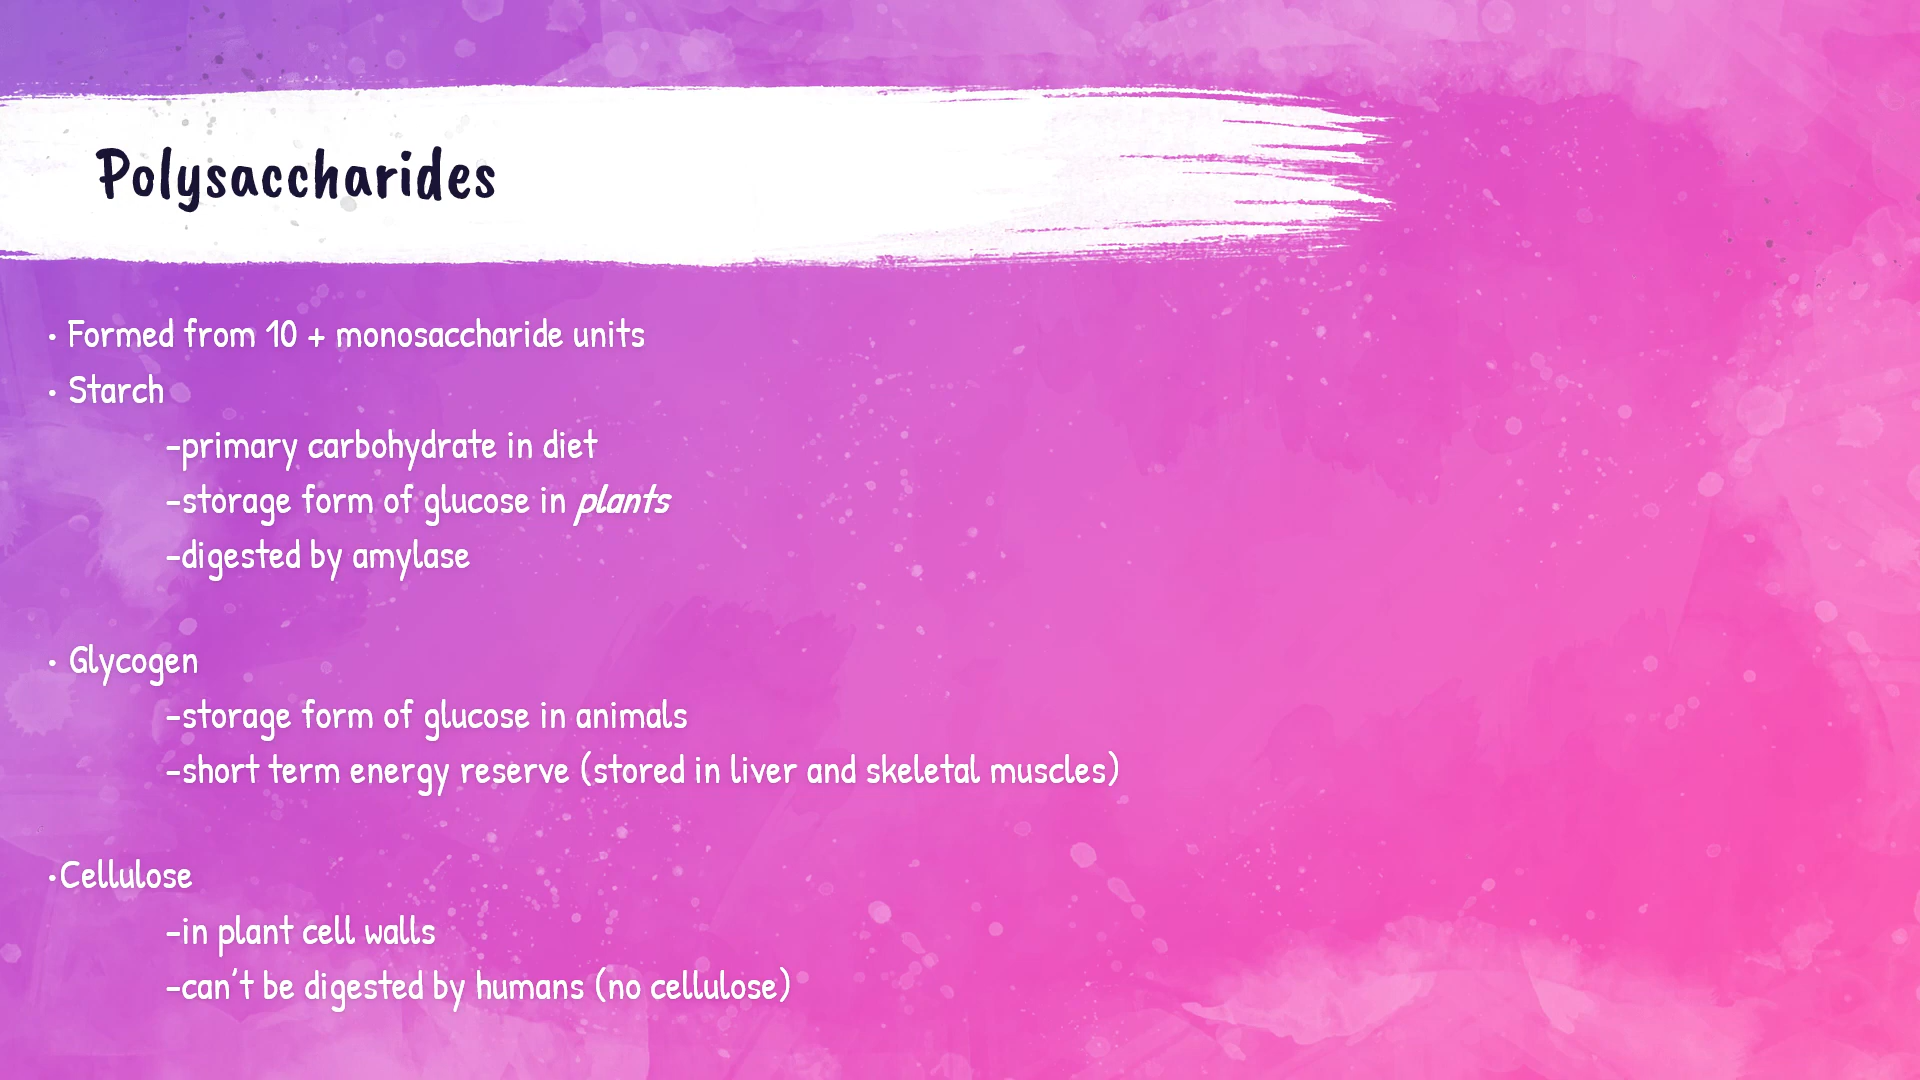 Polysaccharides
• Formed from 10 + monosaccharide units
• Starch
-primary carbohydrate in diet
-storage form of glucose in plants
-digested by amylase
• Glycogen
-storage form of glucose in animals
-short term energy reserve (stored in liver and skeletal muscles)
•Cellulose
-in plant cell walls
-can't be digested by humans (no cellulose)